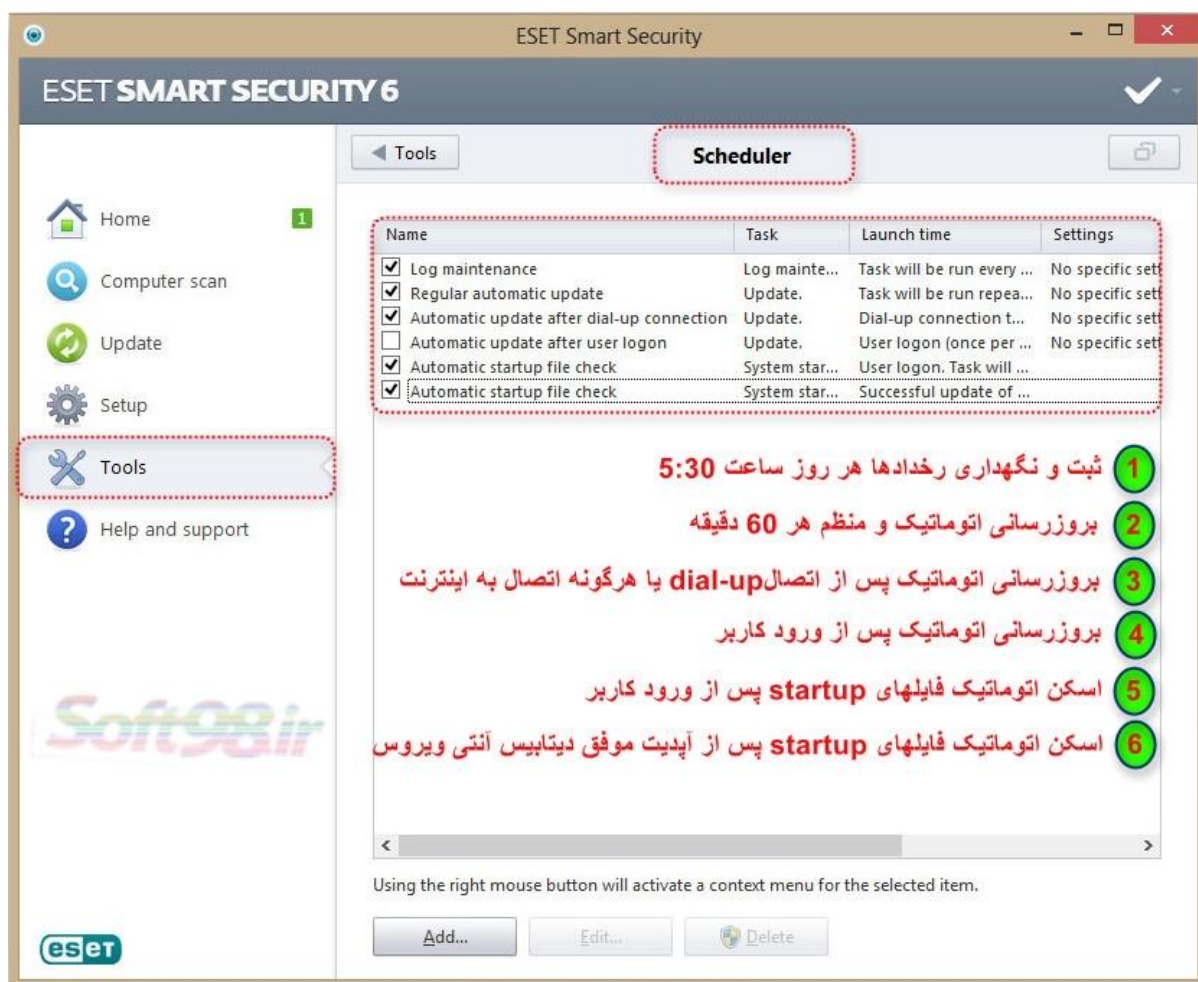 ESET Smart Security
ESET SMART SECURITY 6
Tools
Scheduler
Home 1
Computer scan
Update
Setup
Tools
Help and support
Name Task Launch time Settings
Log maintenance Log mainte... Task will be run every ... No specific sett
Regular automatic update Update. Task will be run repea... No specific sett
Automatic update after dial-up connection Update. Dial-up connection t... No specific sett
Automatic update after user logon Update. User logon (once per ... No specific sett
Automatic startup file check System star... User logon. Task will ...
Automatic startup file check System star... Successful update of ...
1 ثبت و نگهداری رخدادها هر روز ساعت 5:30
2 بروزرسانی اتوماتیک و منظم هر 60 دقیقه
3 بروزرسانی اتوماتیک پس از اتصالdial-up یا هرگونه اتصال به اینترنت
4 بروزرسانی اتوماتیک پس از ورود کاربر
5 اسکن اتوماتیک فایلهای startup پس از ورود کاربر
6 اسکن اتوماتیک فایلهای startup پس از آپدیت موفق دیتابیس آنتی ویروس
Soft98.ir
Using the right mouse button will activate a context menu for the selected item.
Add... Edit... Delete
eset